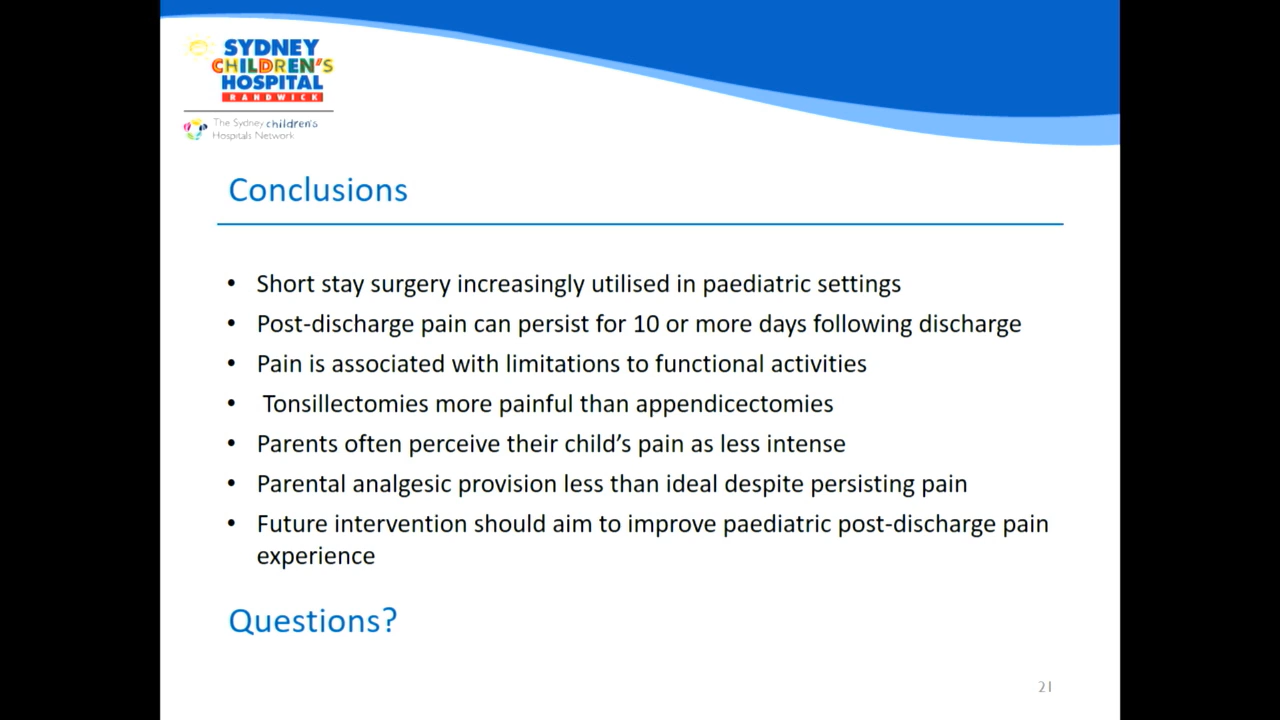 SYDNEY
CHILDREN'S
HOSPITAL
RANDWICK
The Sydney children's
Hospitals Network
Conclusions
• Short stay surgery increasingly utilised in paediatric settings
• Post-discharge pain can persist for 10 or more days following discharge
• Pain is associated with limitations to functional activities
• Tonsillectomies more painful than appendicectomies
• Parents often perceive their child’s pain as less intense
• Parental analgesic provision less than ideal despite persisting pain
• Future intervention should aim to improve paediatric post-discharge pain
experience
Questions?
21